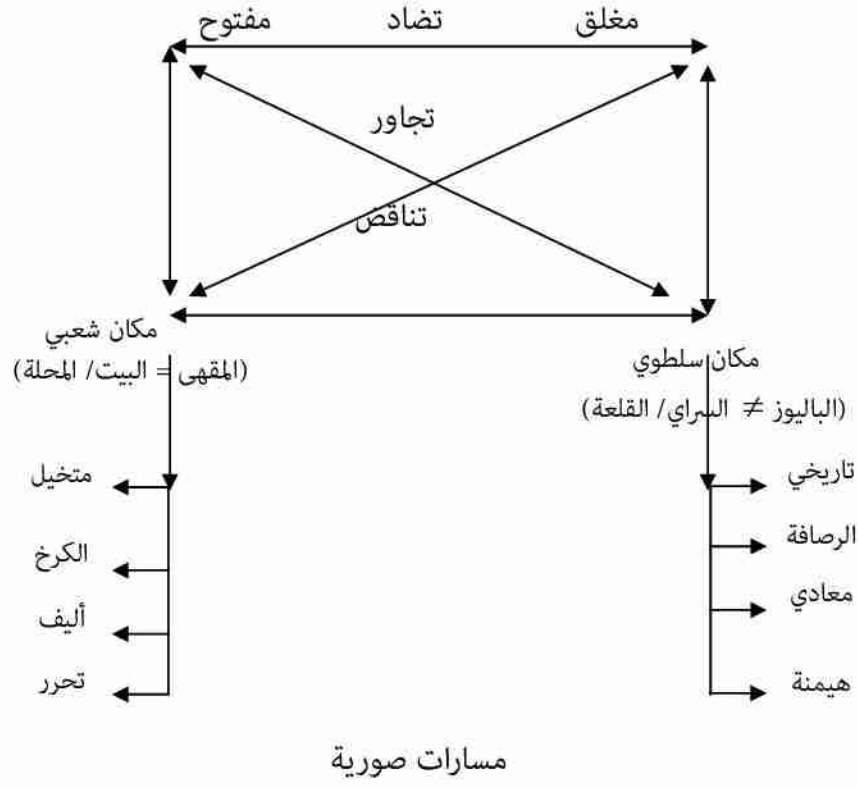 مغلق تضاد مفتوح
تجاور
تناقض
مكان شعبي
(المقهى = البيت/ المحلة)
مكان سلطوي
(الباليوز ≠ السراي/ القلعة)
تاريخي
الرصافة
معادي
هيمنة
متخيل
الكرخ
أليف
تحرر
مسارات صورية